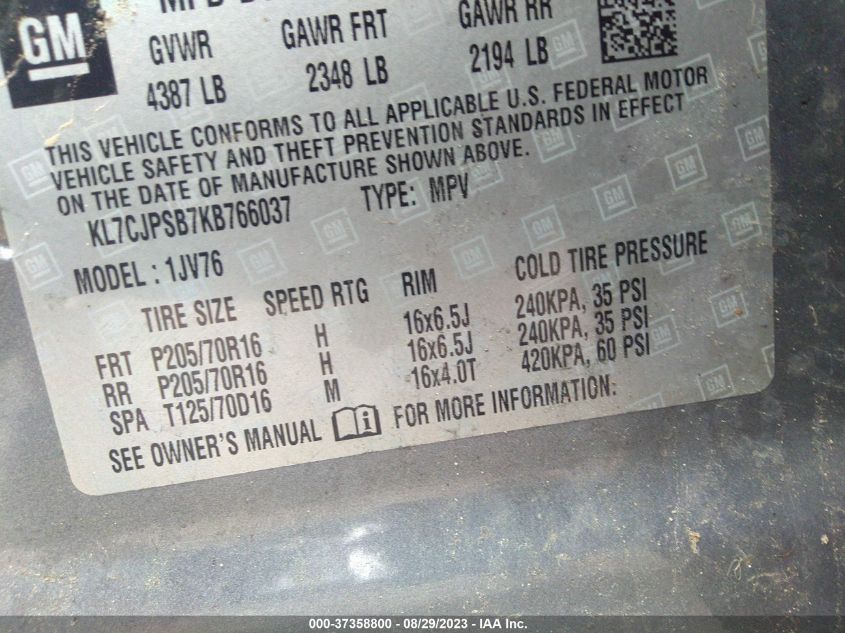 GM
GVWR GAWR FRT GAWR RR
4387 LB 2348 LB 2194 LB
THIS VEHICLE CONFORMS TO ALL APPLICABLE U.S. FEDERAL MOTOR
VEHICLE SAFETY AND THEFT PREVENTION STANDARDS IN EFFECT
ON THE DATE OF MANUFACTURE SHOWN ABOVE.
KL7CJPSB7KB766037 TYPE: MPV
MODEL: 1JV76
TIRE SIZE SPEED RTG RIM COLD TIRE PRESSURE
FRT P205/70R16 H 16x6.5J 240KPA, 35 PSI
RR P205/70R16 H 16x6.5J 240KPA, 35 PSI
SPA T125/70D16 M 16x4.0T 420KPA, 60 PSI
SEE OWNER'S MANUAL FOR MORE INFORMATION:
000-37358800 - 08/29/2023 - IAA Inc.